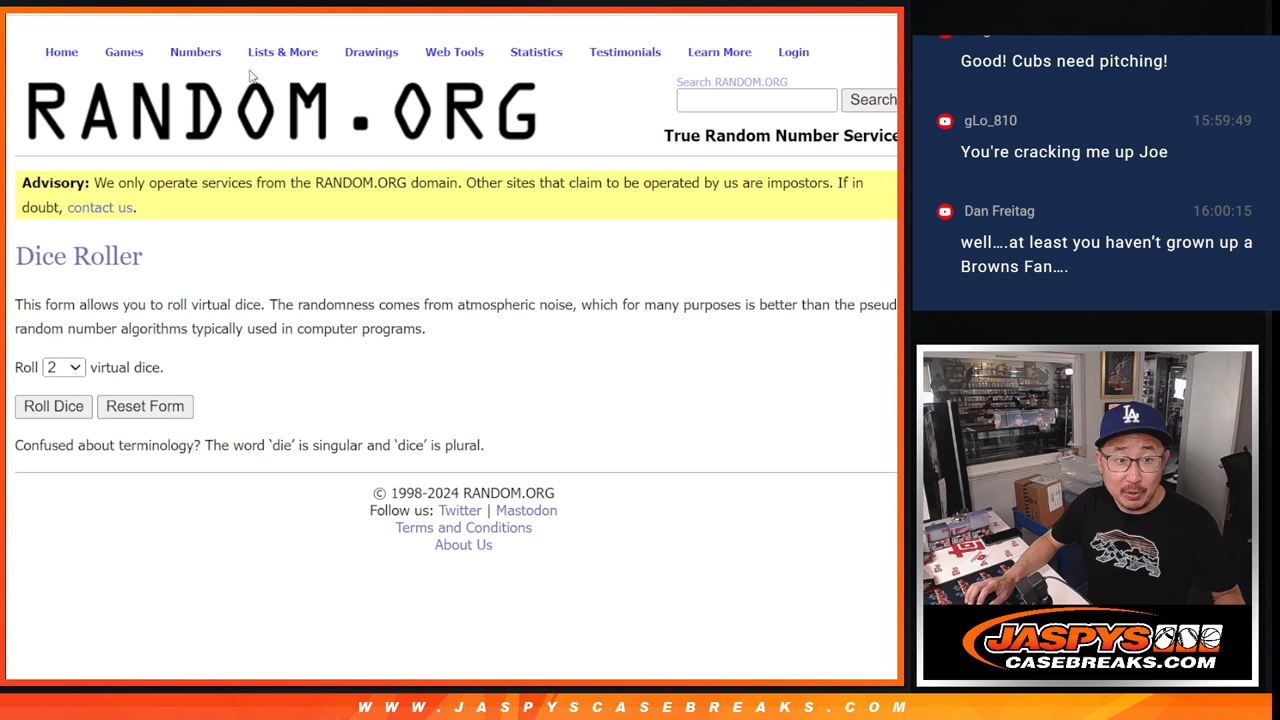 Home Games Numbers Lists & More Drawings Web Tools Statistics Testimonials Learn More Login
RANDOM.ORG
Search RANDOM.ORG
Search
True Random Number Service
Advisory: We only operate services from the RANDOM.ORG domain. Other sites that claim to be operated by us are impostors. If in
doubt, contact us.
Dice Roller
This form allows you to roll virtual dice. The randomness comes from atmospheric noise, which for many purposes is better than the pseud
random number algorithms typically used in computer programs.
Roll 2 virtual dice.
Roll Dice Reset Form
Confused about terminology? The word ‘die’ is singular and ‘dice’ is plural.
© 1998-2024 RANDOM.ORG
Follow us: Twitter | Mastodon
Terms and Conditions
About Us
Good! Cubs need pitching!
gLo_810 15:59:49
You're cracking me up Joe
Dan Freitag 16:00:15
well....at least you haven’t grown up a
Browns Fan....
LA
JASPYS
CASEBREAKS.COM
WWW.JASPYSCASEBREAKS.COM